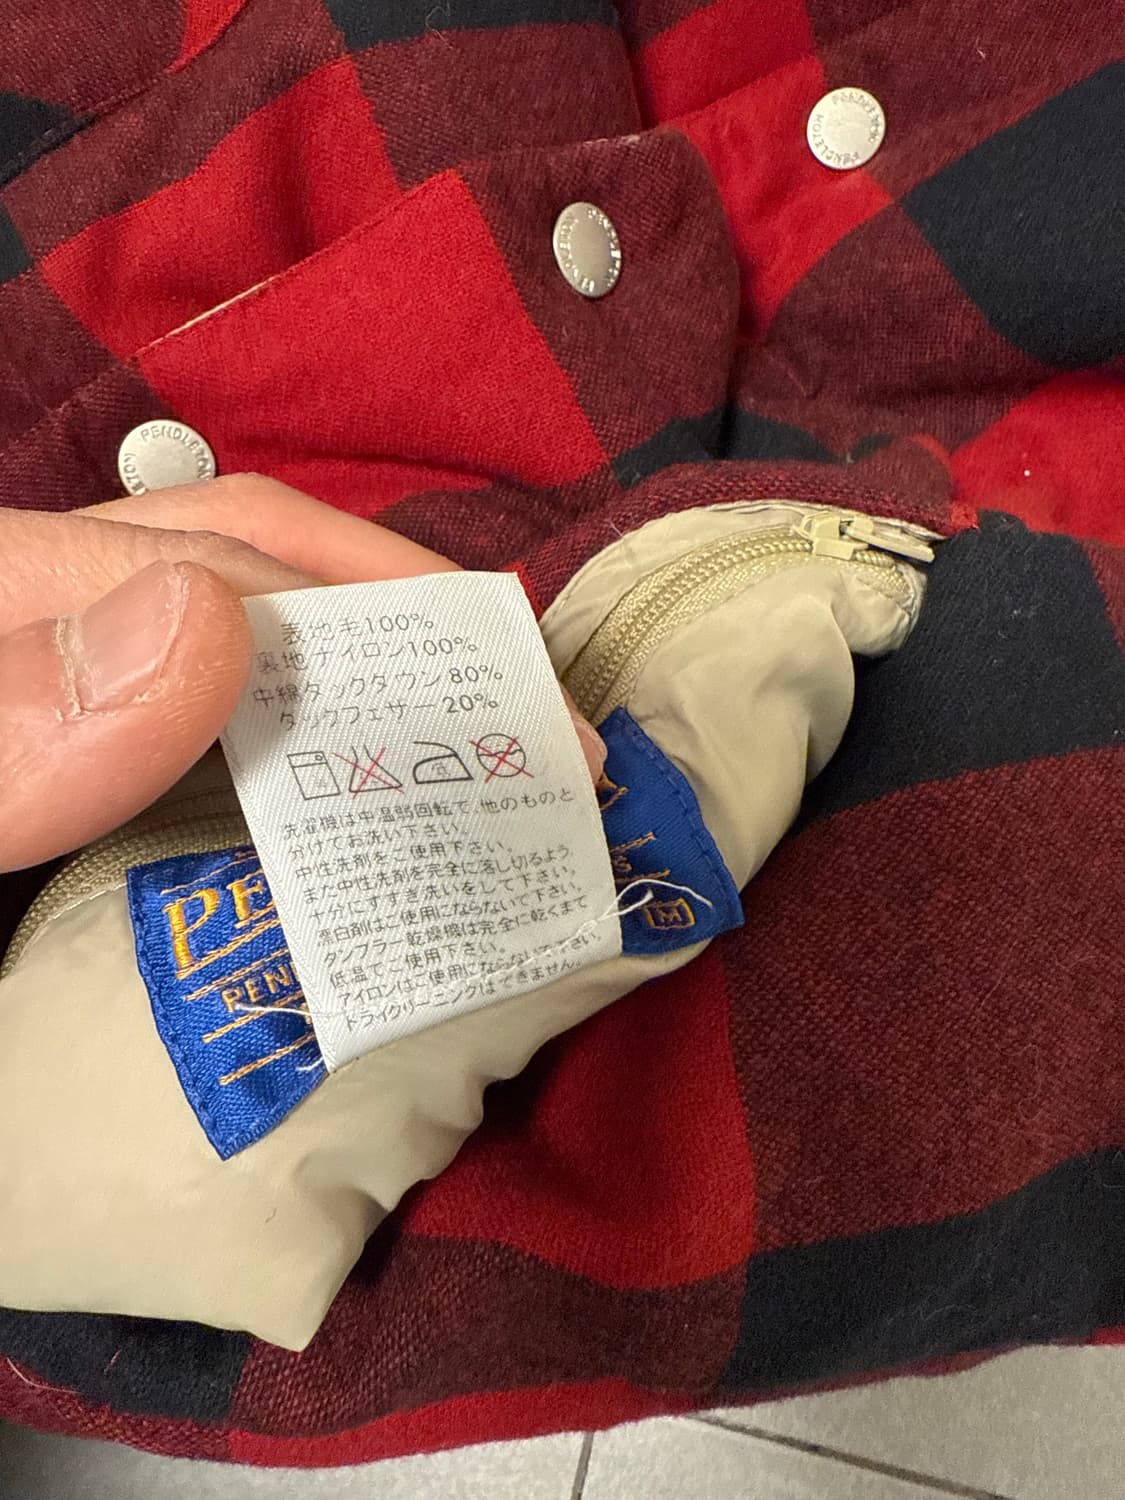 PENDLETON PENDLETON
PENDLETON
PENDLETON
表地毛100%
裏地ナイロン100%
中綿ダックダウン80%
ダックフェザー20%
洗濯機は中温弱回転で、他のものと
分けてお洗い下さい。
中性洗剤をご使用下さい。
また中性洗剤を完全に落し切るよう、
十分にすすぎ洗いをして下さい。
漂白剤はご使用にならないで下さい。
タンブラー乾燥機は完全に乾くまで
低温でご使用下さい。
アイロンはご使用にならないで下さい。
ドライクリーニングはできません。
PE
PEN
M